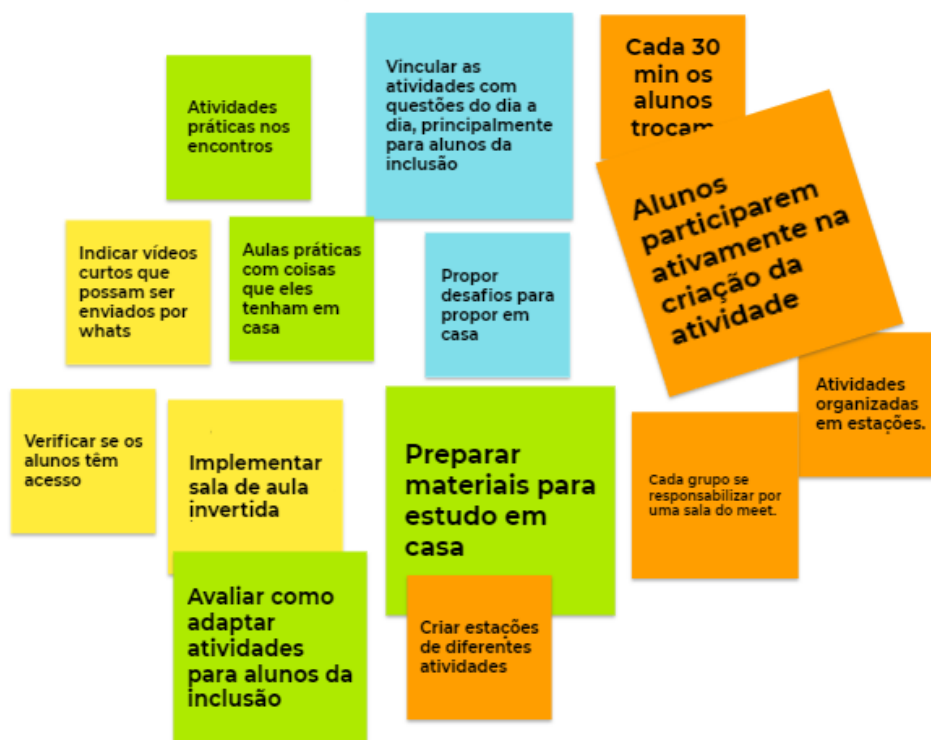 Atividades
práticas nos
encontros
Vincular as
atividades com
questões do dia a
dia, principalmente
para alunos da
inclusão
Cada 30
min os
alunos
trocam
Alunos
participarem
ativamente na
criação da
atividade
Indicar vídeos
curtos que
possam ser
enviados por
whats
Aulas práticas
com coisas
que eles
tenham em
casa
Propor
desafios para
propor em
casa
Atividades
organizadas
em estações.
Verificar se os
alunos têm
acesso
Implementar
sala de aula
invertida
Preparar
materiais para
estudo em
casa
Cada grupo se
responsabilizar por
uma sala do meet.
Avaliar como
adaptar
atividades
para alunos da
inclusão
Criar estações
de diferentes
atividades